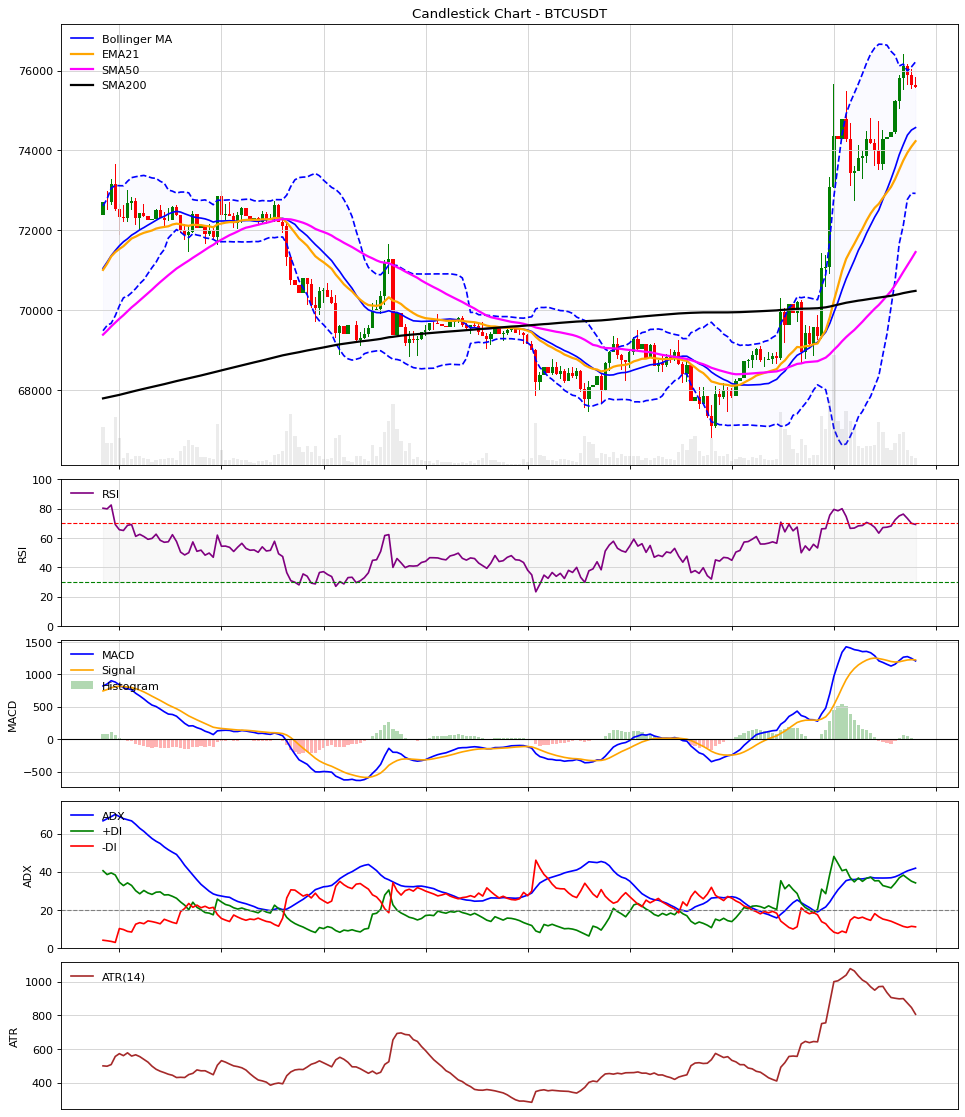 Candlestick Chart - BTCUSDT
Bollinger MA
EMA21
SMA50
SMA200
76000
74000
72000
70000
68000
RSI
RSI
100
80
60
40
20
0
MACD
Signal
Histogram
MACD
1500
1000
500
0
−500
ADX
+DI
-DI
ADX
60
40
20
0
ATR(14)
ATR
1000
800
600
400